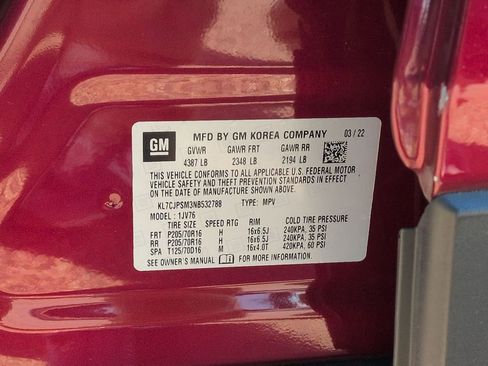 GM MFD BY GM KOREA COMPANY 03 / 22
GVWR GAWR FRT GAWR RR
4387 LB 2348 LB 2194 LB
THIS VEHICLE CONFORMS TO ALL APPLICABLE U.S. FEDERAL MOTOR
VEHICLE SAFETY AND THEFT PREVENTION STANDARDS IN EFFECT
ON THE DATE OF MANUFACTURE SHOWN ABOVE.
KL7CJPSM3NB532788 TYPE: MPV
MODEL: 1JV76
TIRE SIZE SPEED RTG RIM COLD TIRE PRESSURE
FRT P205/70R16 H 16x6.5J 240KPA, 35 PSI
RR P205/70R16 H 16x6.5J 240KPA, 35 PSI
SPA T125/70D16 M 16x4.0T 420KPA, 60 PSI
SEE OWNER'S MANUAL FOR MORE INFORMATION.